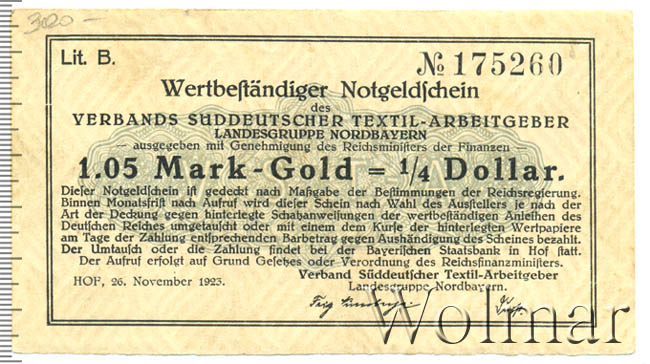 3020-
Lit. B.
№ 175260
Wertbeständiger Notgeldschein
des
VERBANDS SÜDDEUTSCHER TEXTIL-ARBEITGEBER
LANDESGRUPPE NORDBAYERN
— ausgegeben mit Genehmigung des Reichsministers der Finanzen —
1.05 Mark-Gold = 1/4 Dollar.
Dieser Notgeldschein ist gedeckt nach Maßgabe der Bestimmungen der Reichsregierung.
Binnen Monatsfrist nach Aufruf wird dieser Schein nach Wahl des Ausstellers je nach der
Art der Deckung gegen hinterlegte Schatzanweisungen der wertbeständigen Anleihen des
Deutschen Reiches umgetauscht oder mit einem dem Kurse der hinterlegten Wertpapiere
am Tage der Zahlung entsprechenden Barbetrag gegen Aushändigung des Scheines bezahlt.
Der Umtausch oder die Zahlung findet bei der Bayerischen Staatsbank in Hof statt.
Der Aufruf erfolgt auf Grund Gesetzes oder Verordnung des Reichsfinanzministers.
HOF, 26. November 1923.
Verband Süddeutscher Textil-Arbeitgeber
Landesgruppe Nordbayern.
Wolmar